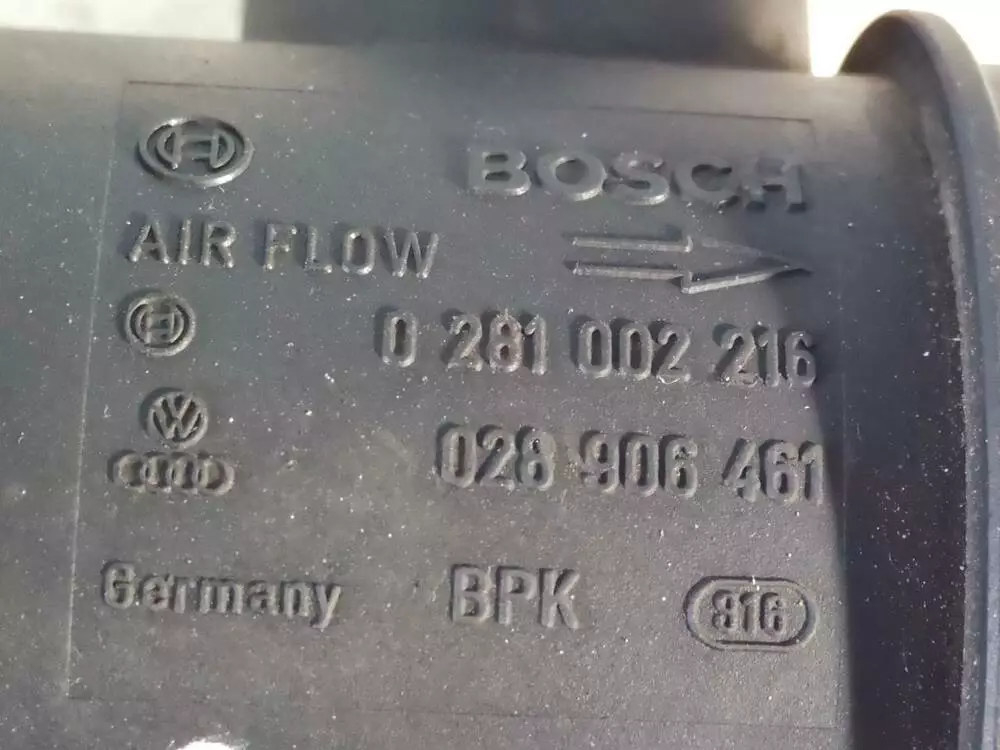 BOSCH
AIR FLOW
0 281 002 216
028 906 461
Germany BPK 816